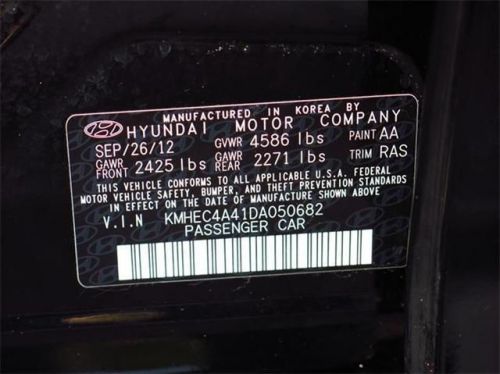 MANUFACTURED IN KOREA BY
HYUNDAI MOTOR COMPANY
SEP/26/12 GVWR 4586 lbs PAINT AA
GAWR FRONT 2425 lbs GAWR REAR 2271 lbs TRIM RAS
THIS VEHICLE CONFORMS TO ALL APPLICABLE U.S.A. FEDERAL
MOTOR VEHICLE SAFETY, BUMPER, AND THEFT PREVENTION STANDARDS
IN EFFECT ON THE DATE OF MANUFACTURE SHOWN ABOVE
V.I.N KMHEC4A41DA050682
PASSENGER CAR